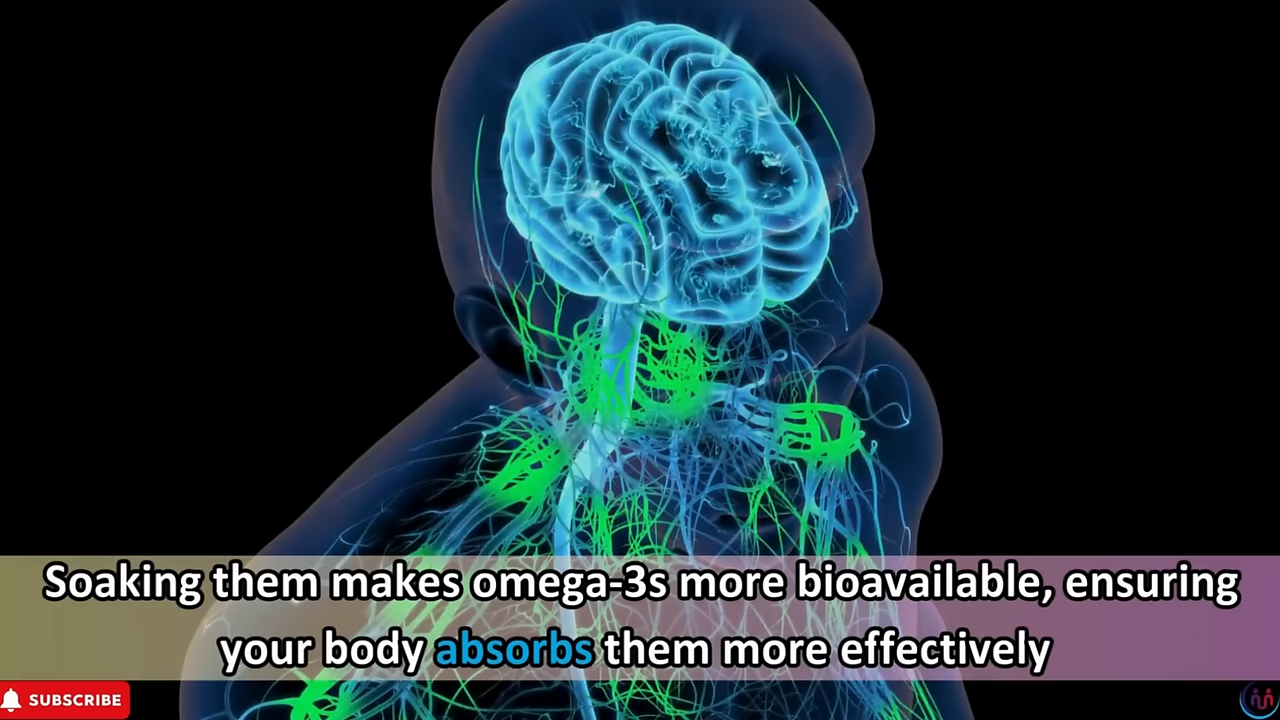 Soaking them makes omega-3s more bioavailable, ensuring
your body absorbs them more effectively
SUBSCRIBE